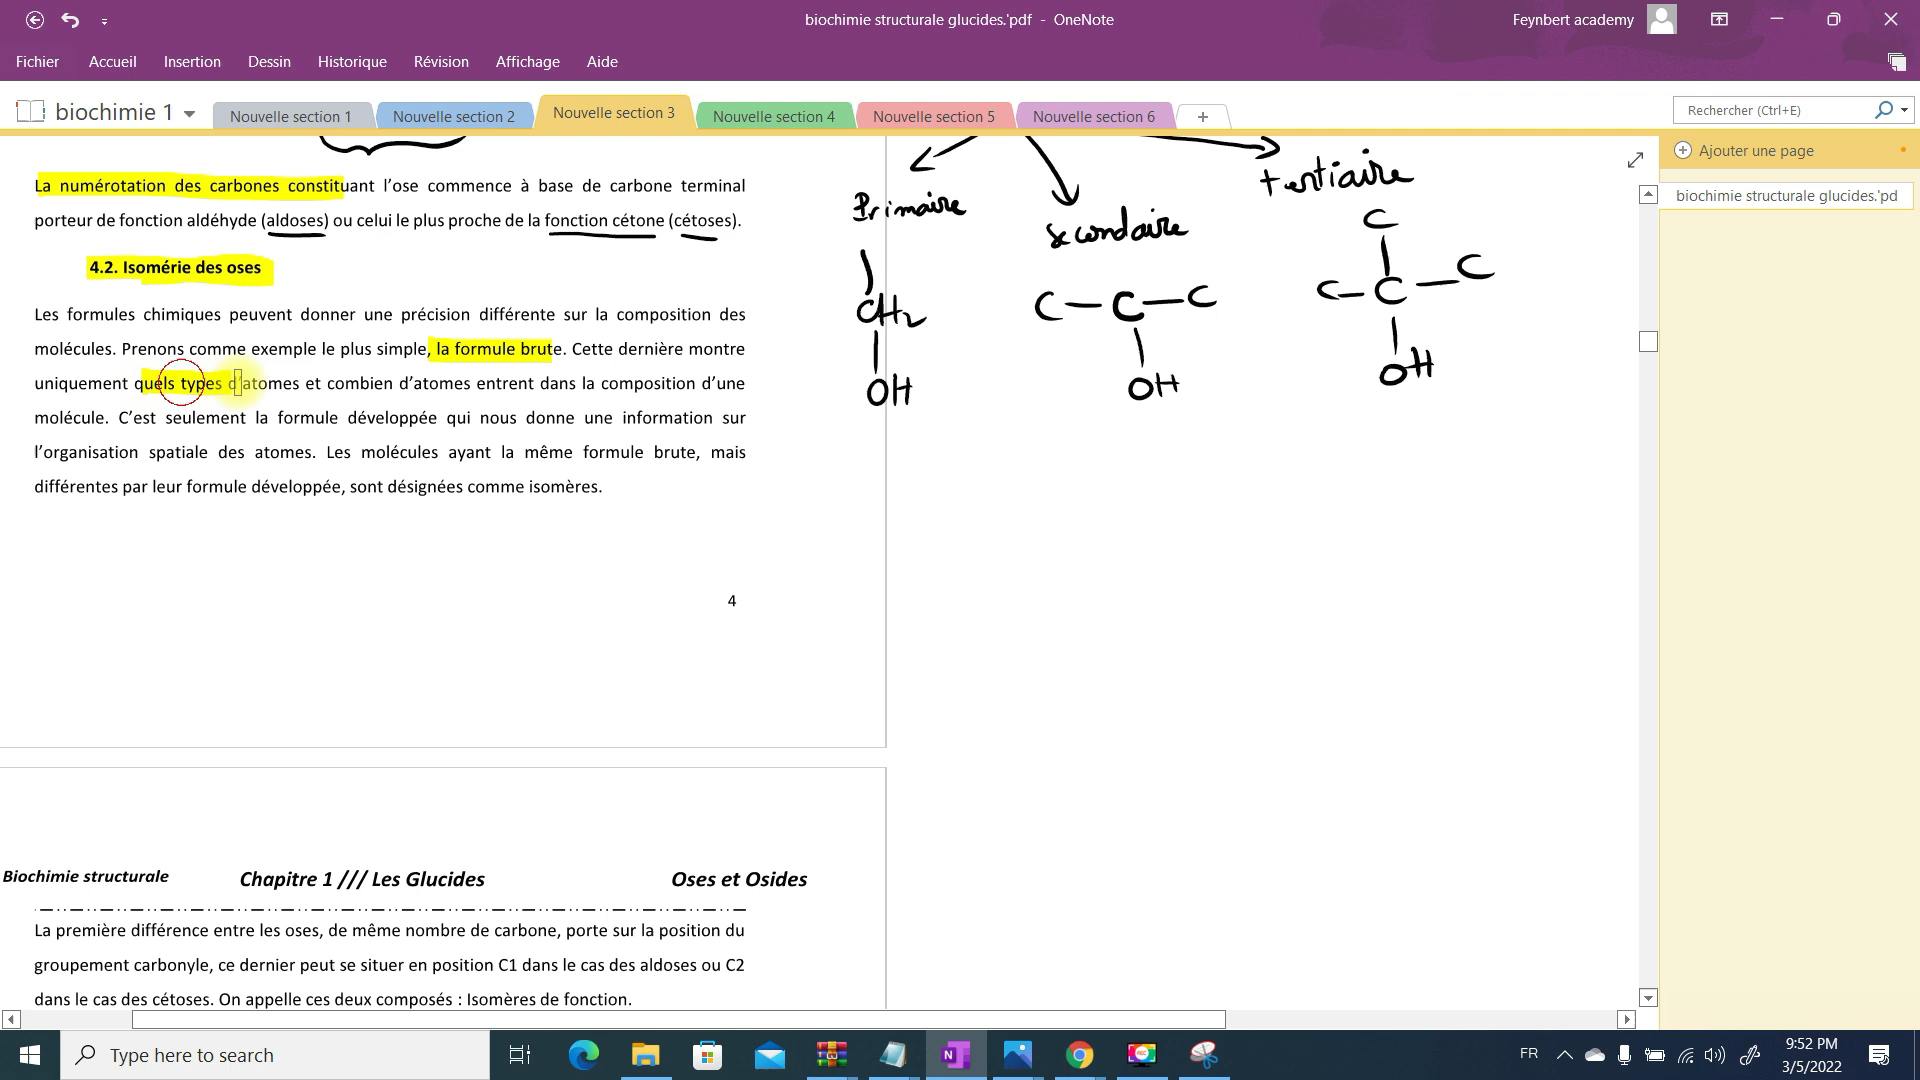 biochimie structurale glucides.'pdf - OneNote
Feynbert academy
Fichier Accueil Insertion Dessin Historique Révision Affichage Aide
biochimie 1 Nouvelle section 1 Nouvelle section 2 Nouvelle section 3 Nouvelle section 4 Nouvelle section 5 Nouvelle section 6 +
Rechercher (Ctrl+E)
Ajouter une page
biochimie structurale glucides.'pd
La numérotation des carbones constituant l'ose commence à base de carbone terminal
porteur de fonction aldéhyde (aldoses) ou celui le plus proche de la fonction cétone (cétoses).
4.2. Isomérie des oses
Les formules chimiques peuvent donner une précision différente sur la composition des
molécules. Prenons comme exemple le plus simple, la formule brute. Cette dernière montre
uniquement quels types d'atomes et combien d'atomes entrent dans la composition d'une
molécule. C'est seulement la formule développée qui nous donne une information sur
l'organisation spatiale des atomes. Les molécules ayant la même formule brute, mais
différentes par leur formule développée, sont désignées comme isomères.
4
Primaire
CH2
OH
secondaire
C - C - C
OH
tertiaire
C
C - C - C
OH
Biochimie structurale Chapitre 1 /// Les Glucides Oses et Osides
La première différence entre les oses, de même nombre de carbone, porte sur la position du
groupement carbonyle, ce dernier peut se situer en position C1 dans le cas des aldoses ou C2
dans le cas des cétoses. On appelle ces deux composés : Isomères de fonction.
Type here to search
FR
9:52 PM
3/5/2022